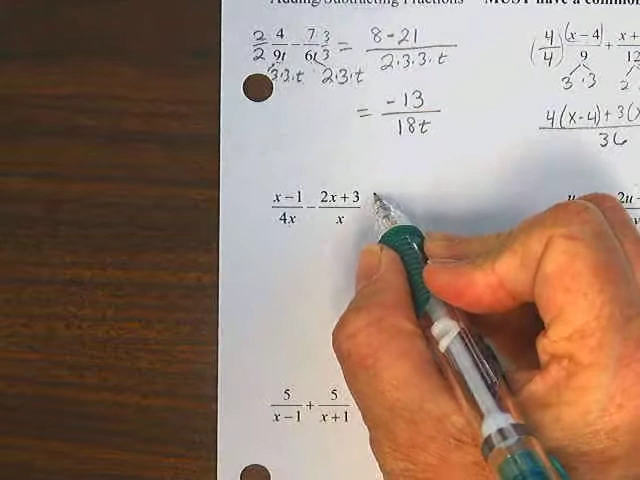 Adding/Subtracting Fractions MUST have a common
2/2 4/9t - 7/6t 3/3 = 8-21 / 2·3·3·t
3·3·t 2·3·t
= -13 / 18t
(4/4) (x-4)/9 + x+ / 12
3·3 2
4(x-4)+3( / 36
x-1 / 4x - 2x+3 / x
5 / x-1 + 5 / x+1